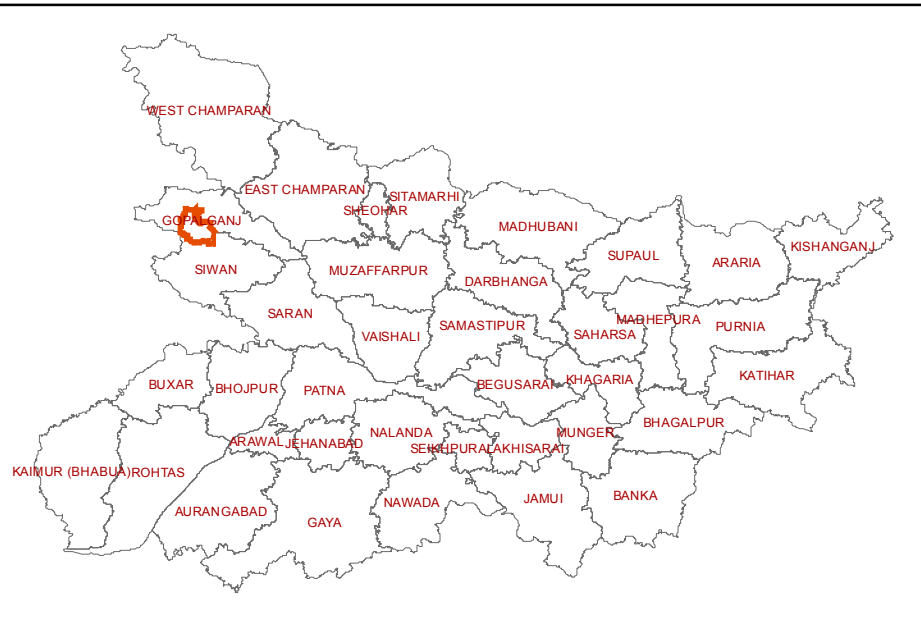 WEST CHAMPARAN
EAST CHAMPARAN
SITAMARHI
SHEOHAR
GOPALGANJ
MADHUBANI
KISHANGANJ
SUPAUL
ARARIA
SIWAN
MUZAFFARPUR
DARBHANGA
SARAN
MADHEPURA
SAMASTIPUR
PURNIA
VAISHALI
SAHARSA
KATIHAR
BUXAR
BHOJPUR
PATNA
BEGUSARAI
KHAGARIA
BHAGALPUR
NALANDA
MUNGER
ARAWAL
JEHANABAD
SEIKHPURA
LAKHISARAI
KAIMUR (BHABUA)
ROHTAS
BANKA
JAMUI
NAWADA
AURANGABAD
GAYA